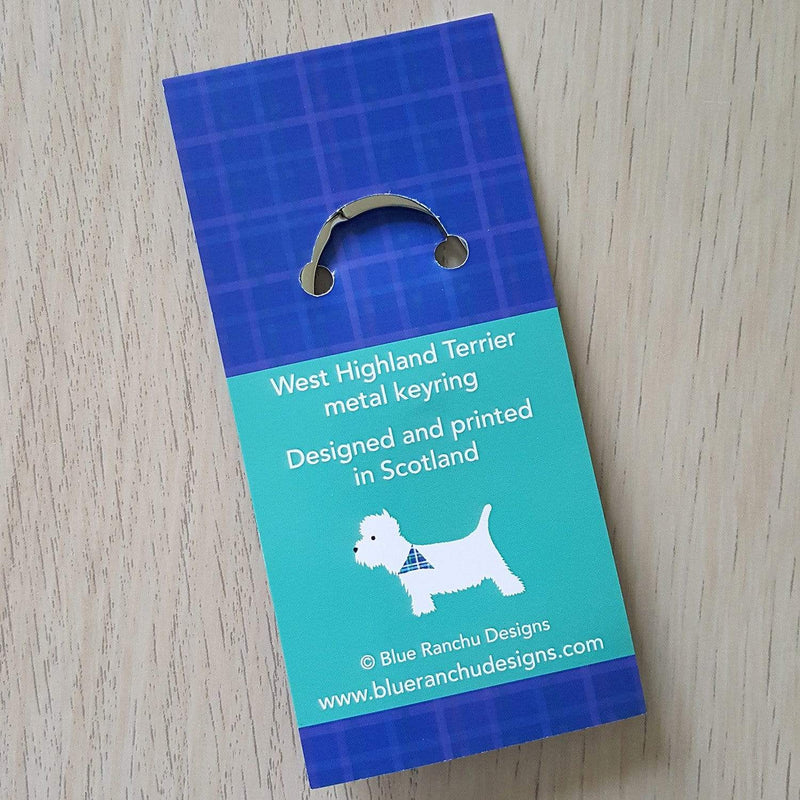 West Highland Terrier
metal keyring
Designed and printed
in Scotland
© Blue Ranchu Designs
www.blueranchudesigns.com